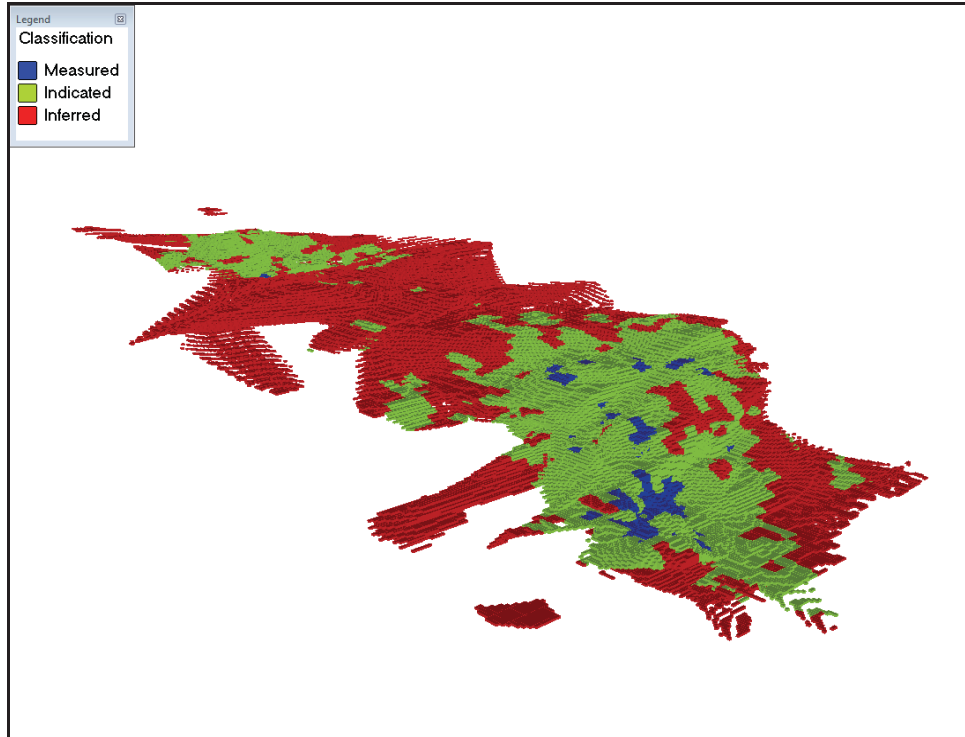 Legend
Classification
Measured
Indicated
Inferred